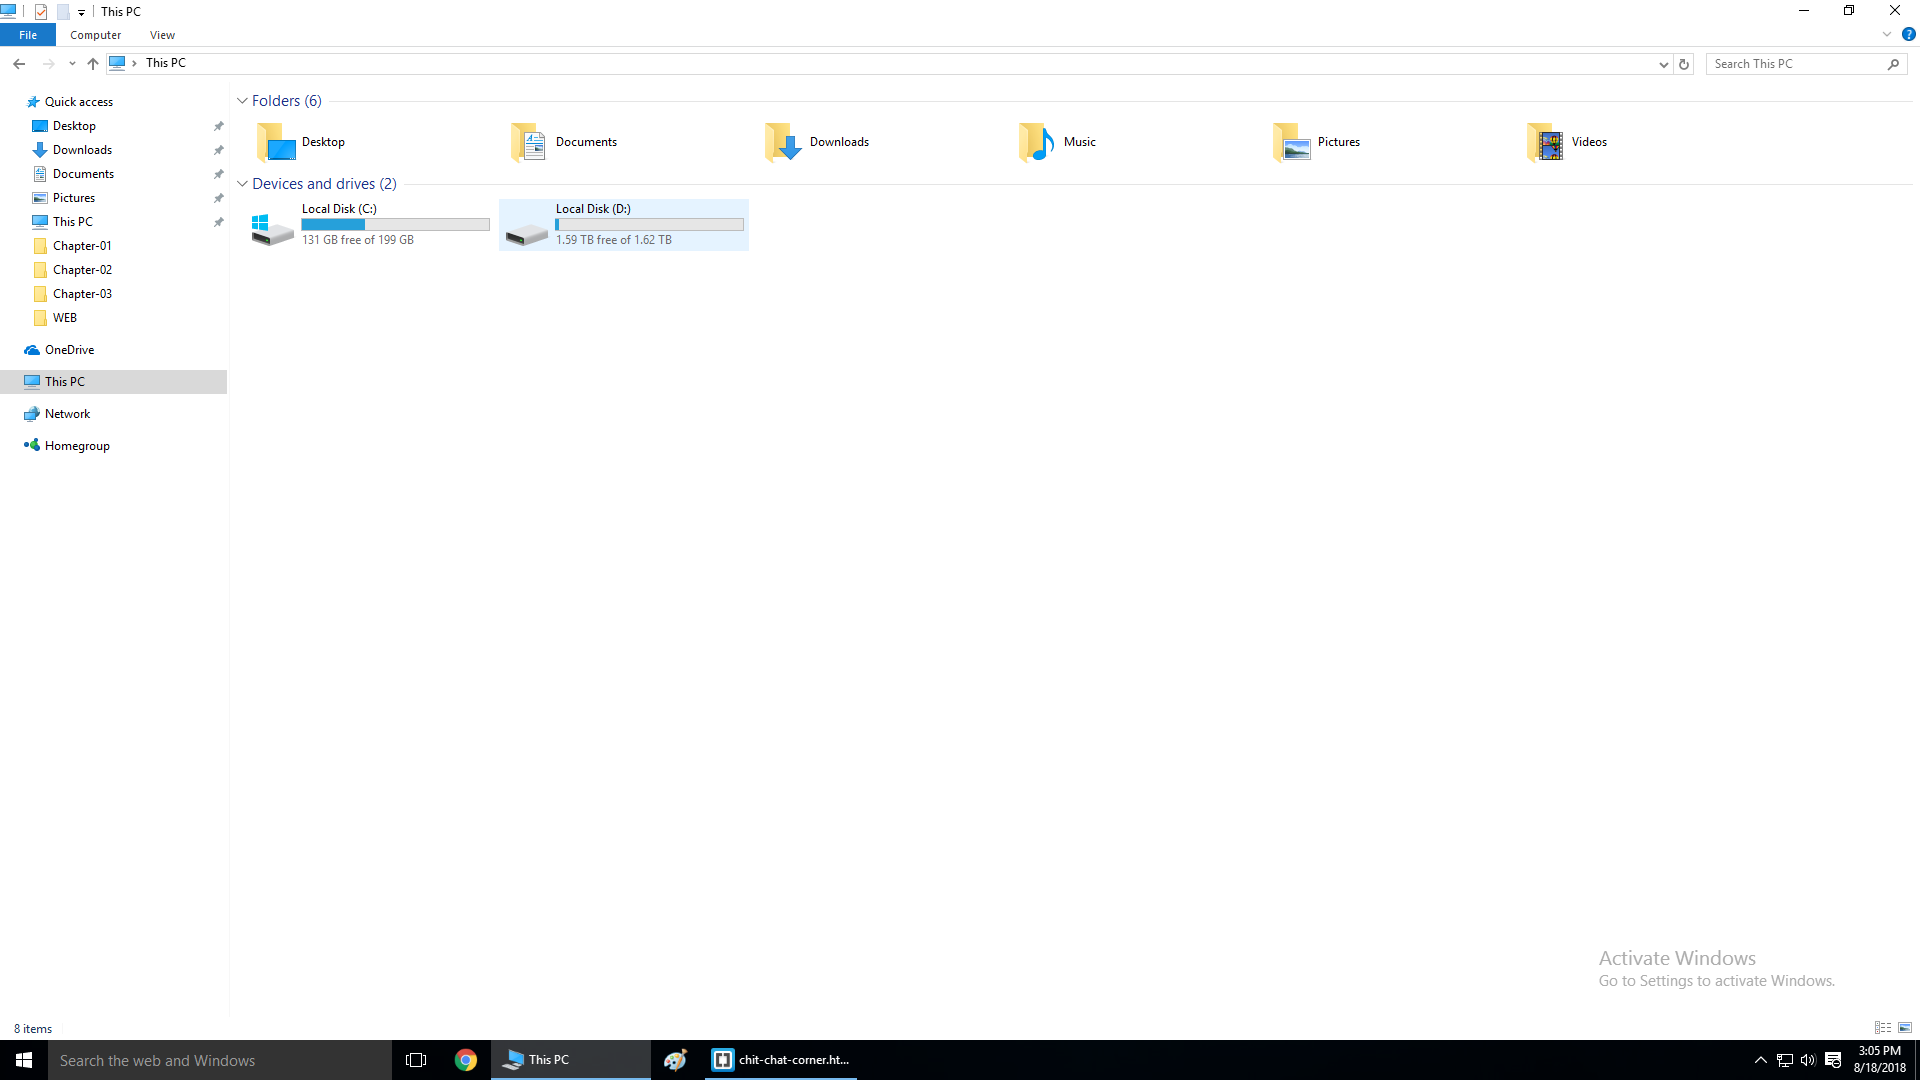 This PC
File
Computer
View
This PC
Search This PC
Quick access
Desktop
Downloads
Documents
Pictures
This PC
Chapter-01
Chapter-02
Chapter-03
WEB
OneDrive
This PC
Network
Homegroup
Folders (6)
Desktop
Documents
Downloads
Music
Pictures
Videos
Devices and drives (2)
Local Disk (C:)
131 GB free of 199 GB
Local Disk (D:)
1.59 TB free of 1.62 TB
Activate Windows
Go to Settings to activate Windows.
8 items
Search the web and Windows
This PC
chit-chat-corner.ht...
3:05 PM
8/18/2018